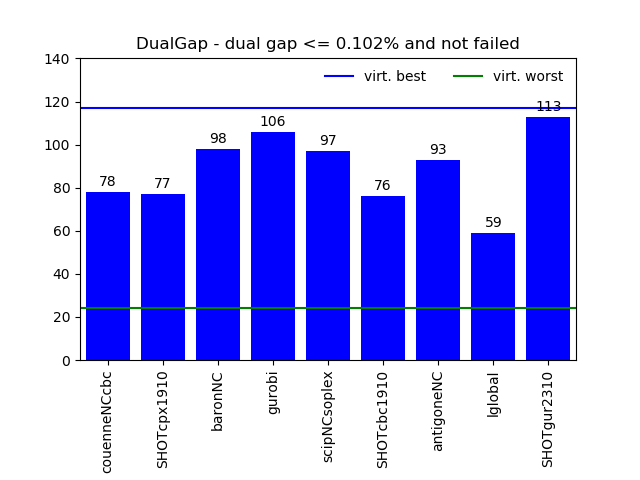 DualGap - dual gap <= 0.102% and not failed
140
120
100
80
60
40
20
0
virt. best
virt. worst
78
77
98
106
97
76
93
59
113
couenneNCcbc
SHOTcpx1910
baronNC
gurobi
scipNCsoplex
SHOTcbc1910
antigoneNC
lglobal
SHOTgur2310